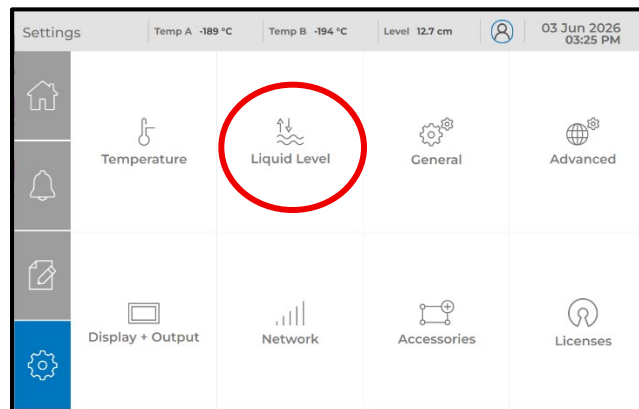 Settings Temp A -189 °C Temp B -194 °C Level 12.7 cm 03 Jun 2026
03:25 PM
Temperature Liquid Level General Advanced
Display + Output Network Accessories Licenses